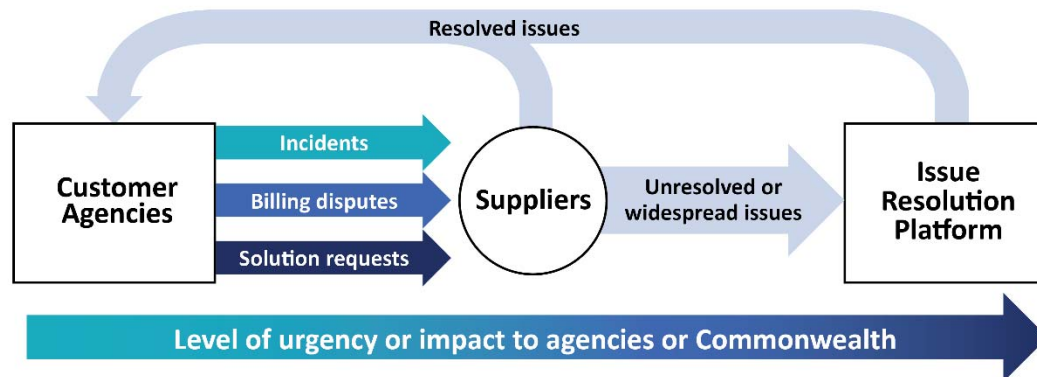 Resolved issues
Customer
Agencies
Incidents
Billing disputes
Solution requests
Suppliers
Unresolved or
widespread issues
Issue
Resolution
Platform
Level of urgency or impact to agencies or Commonwealth